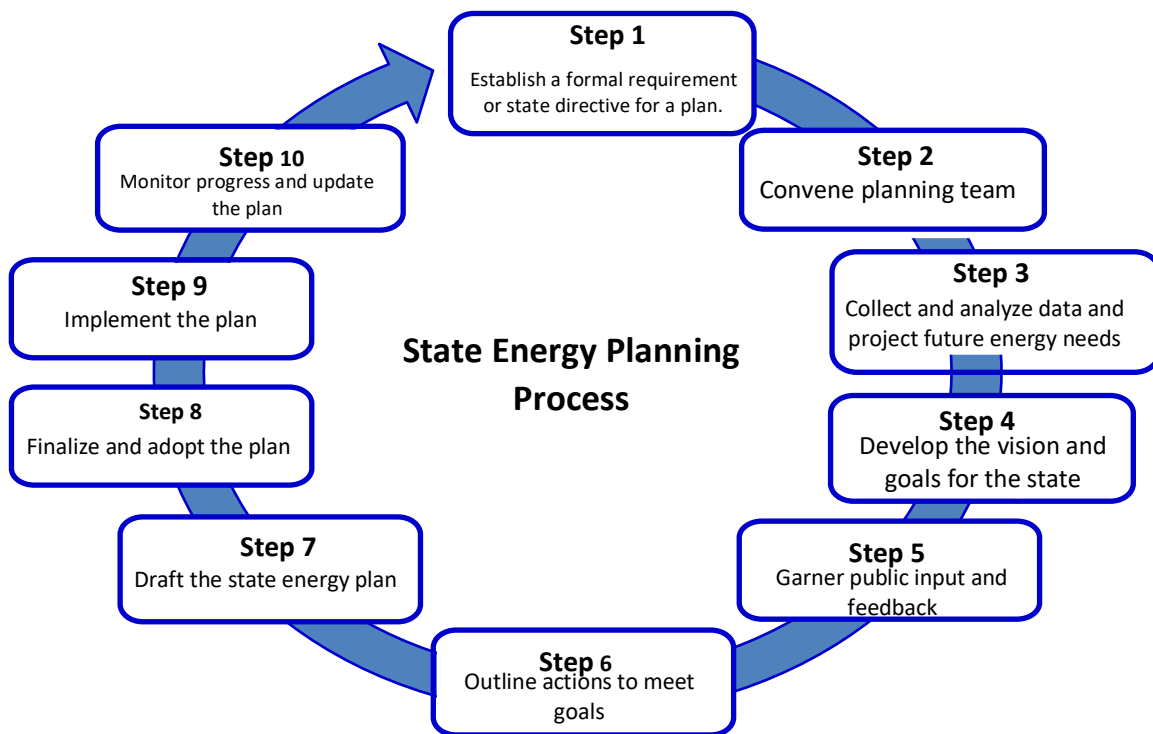 Step 1
Establish a formal requirement
or state directive for a plan.
Step 2
Convene planning team
Step 3
Collect and analyze data and
project future energy needs
Step 4
Develop the vision and
goals for the state
Step 5
Garner public input and
feedback
Step 6
Outline actions to meet
goals
Step 7
Draft the state energy plan
Step 8
Finalize and adopt the plan
Step 9
Implement the plan
Step 10
Monitor progress and update
the plan
State Energy Planning
Process